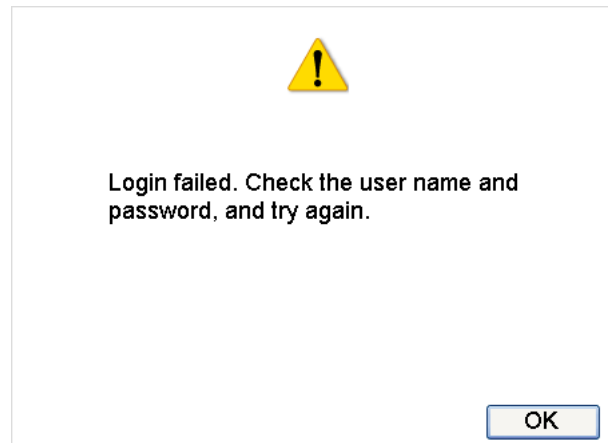 Login failed. Check the user name and
password, and try again.
OK